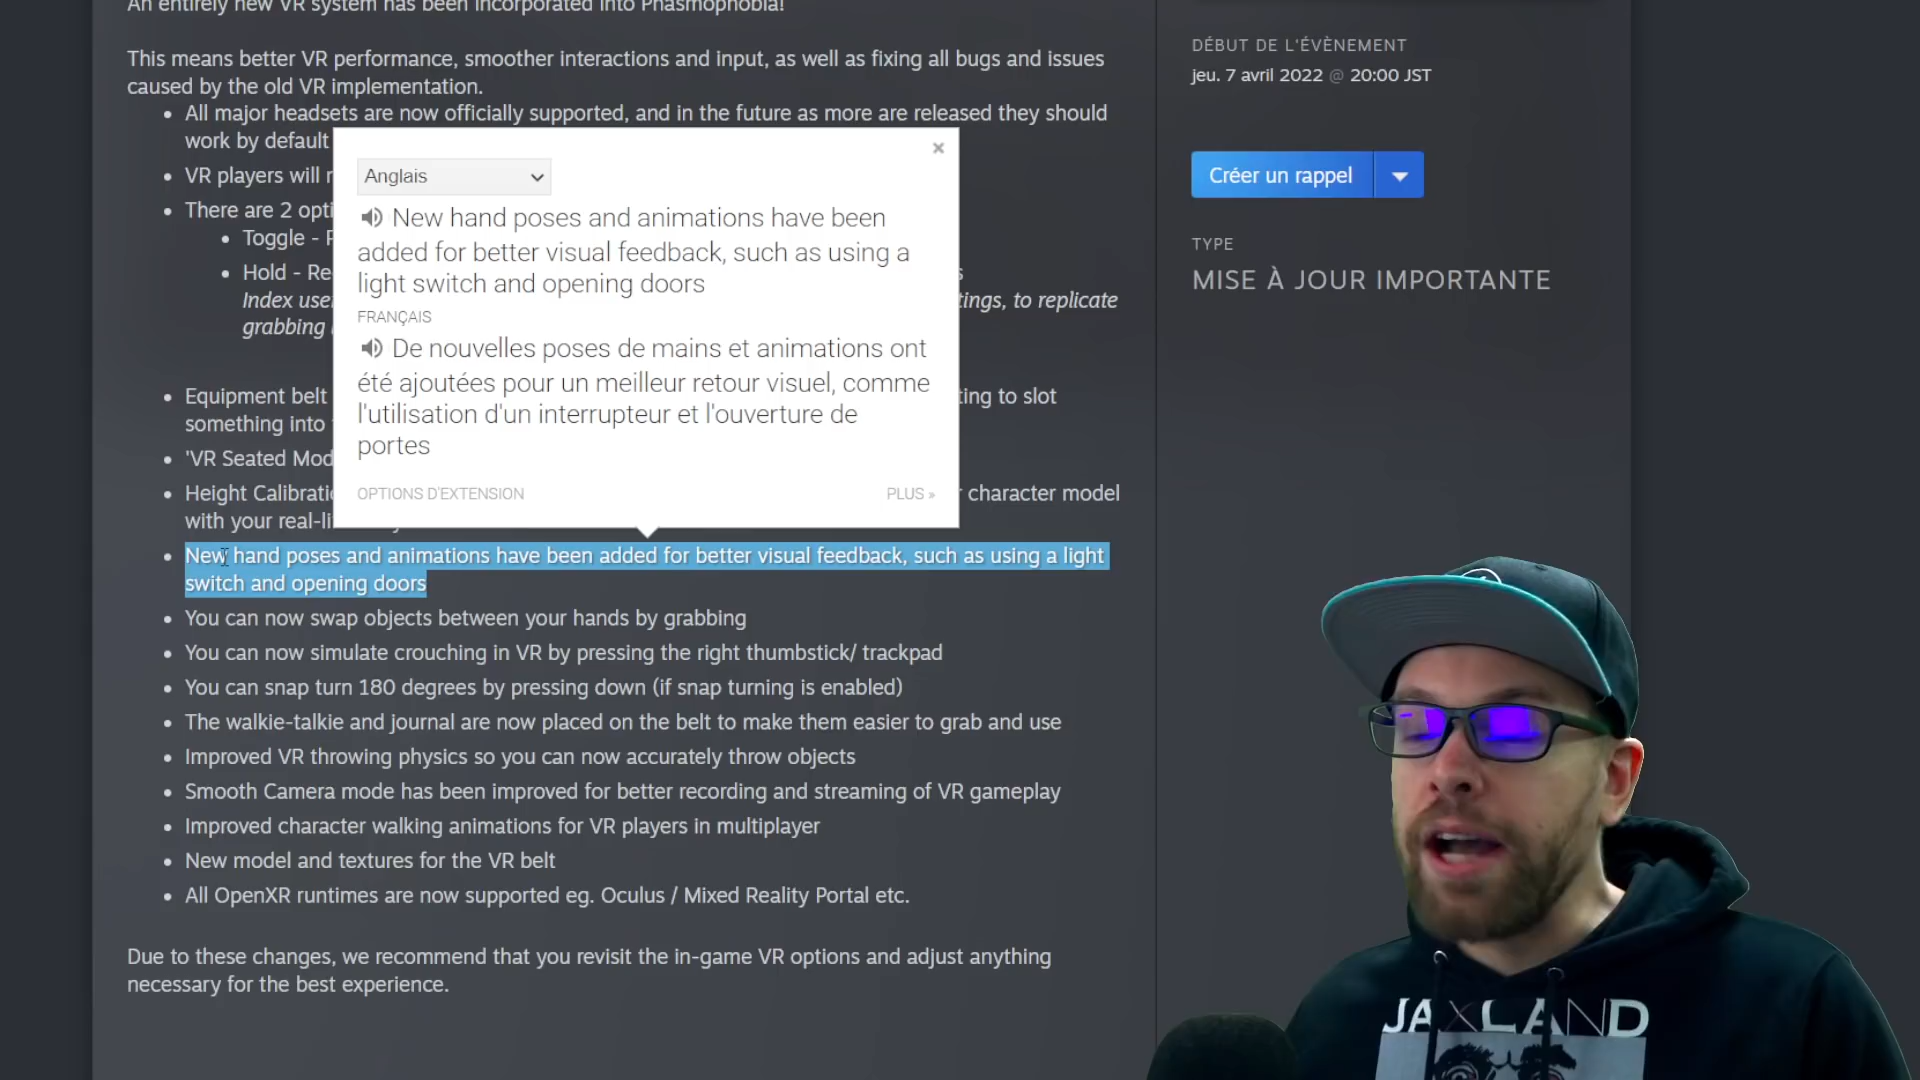 An entirely new VR system has been incorporated into Phasmophobia!
This means better VR performance, smoother interactions and input, as well as fixing all bugs and issues
caused by the old VR implementation.
All major headsets are now officially supported, and in the future as more are released they should
work by default
VR players will
There are 2
Toggle -
Hold -
Index
tings, to replicate
grabbing
Equipment belt
ting to slot
something into
'VR Seated
Height
character model
with your
New hand poses and animations have been added for better visual feedback, such as using a light
switch and opening doors
You can now swap objects between your hands by grabbing
You can now simulate crouching in VR by pressing the right thumbstick/ trackpad
You can snap turn 180 degrees by pressing down (if snap turning is enabled)
The walkie-talkie and journal are now placed on the belt to make them easier to grab and use
Improved VR throwing physics so you can now accurately throw objects
Smooth Camera mode has been improved for better recording and streaming of VR gameplay
Improved character walking animations for VR players in multiplayer
New model and textures for the VR belt
All OpenXR runtimes are now supported eg. Oculus / Mixed Reality Portal etc.
Due to these changes, we recommend that you revisit the in-game VR options and adjust anything
necessary for the best experience.
Anglais
New hand poses and animations have been
added for better visual feedback, such as using a
light switch and opening doors
FRANÇAIS
De nouvelles poses de mains et animations ont
été ajoutées pour un meilleur retour visuel, comme
l'utilisation d'un interrupteur et l'ouverture de
portes
OPTIONS D'EXTENSION
PLUS »
DÉBUT DE L'ÉVÈNEMENT
jeu. 7 avril 2022 @ 20:00 JST
Créer un rappel
TYPE
MISE À JOUR IMPORTANTE
JAXLAND